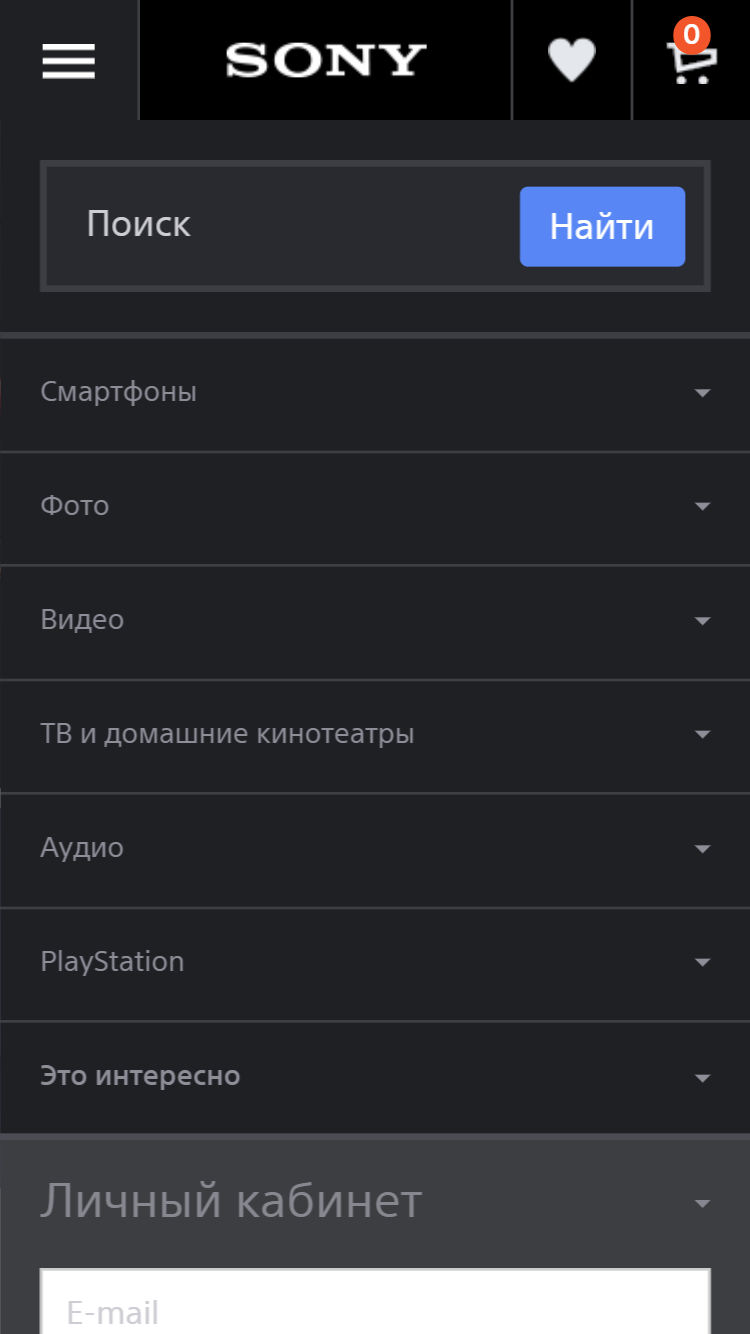 SONY
0
Поиск
Найти
Смартфоны
Фото
Видео
ТВ и домашние кинотеатры
Аудио
PlayStation
Это интересно
Личный кабинет
E-mail